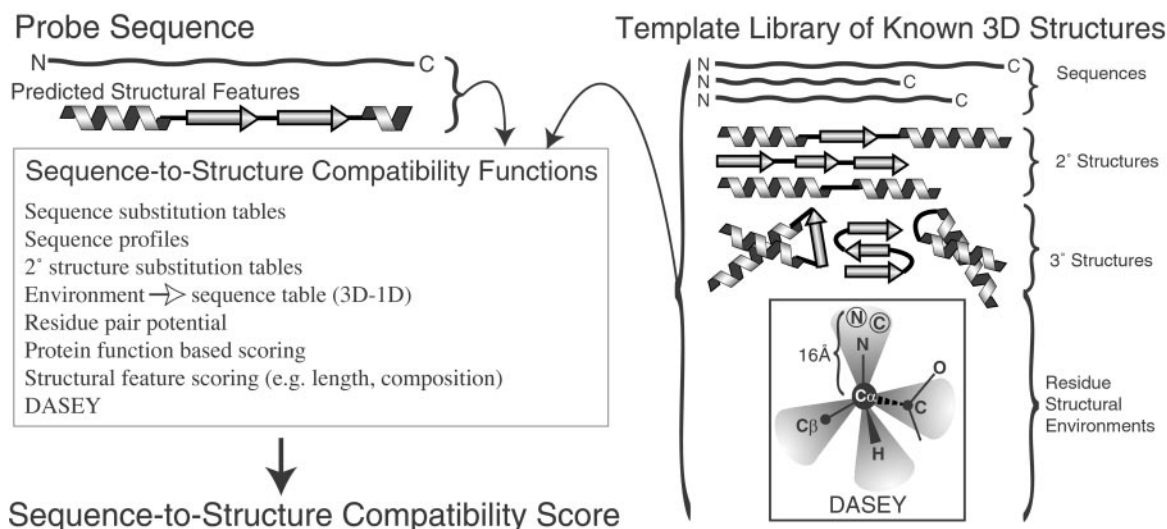 Probe Sequence
N C
Predicted Structural Features
Sequence-to-Structure Compatibility Functions
Sequence substitution tables
Sequence profiles
2° structure substitution tables
Environment → sequence table (3D-1D)
Residue pair potential
Protein function based scoring
Structural feature scoring (e.g. length, composition)
DASEY
Sequence-to-Structure Compatibility Score
Template Library of Known 3D Structures
N C
N C
N C
Sequences
2° Structures
3° Structures
N C
16Å N
O
Cα C
Cβ
H
DASEY
Residue
Structural
Environments